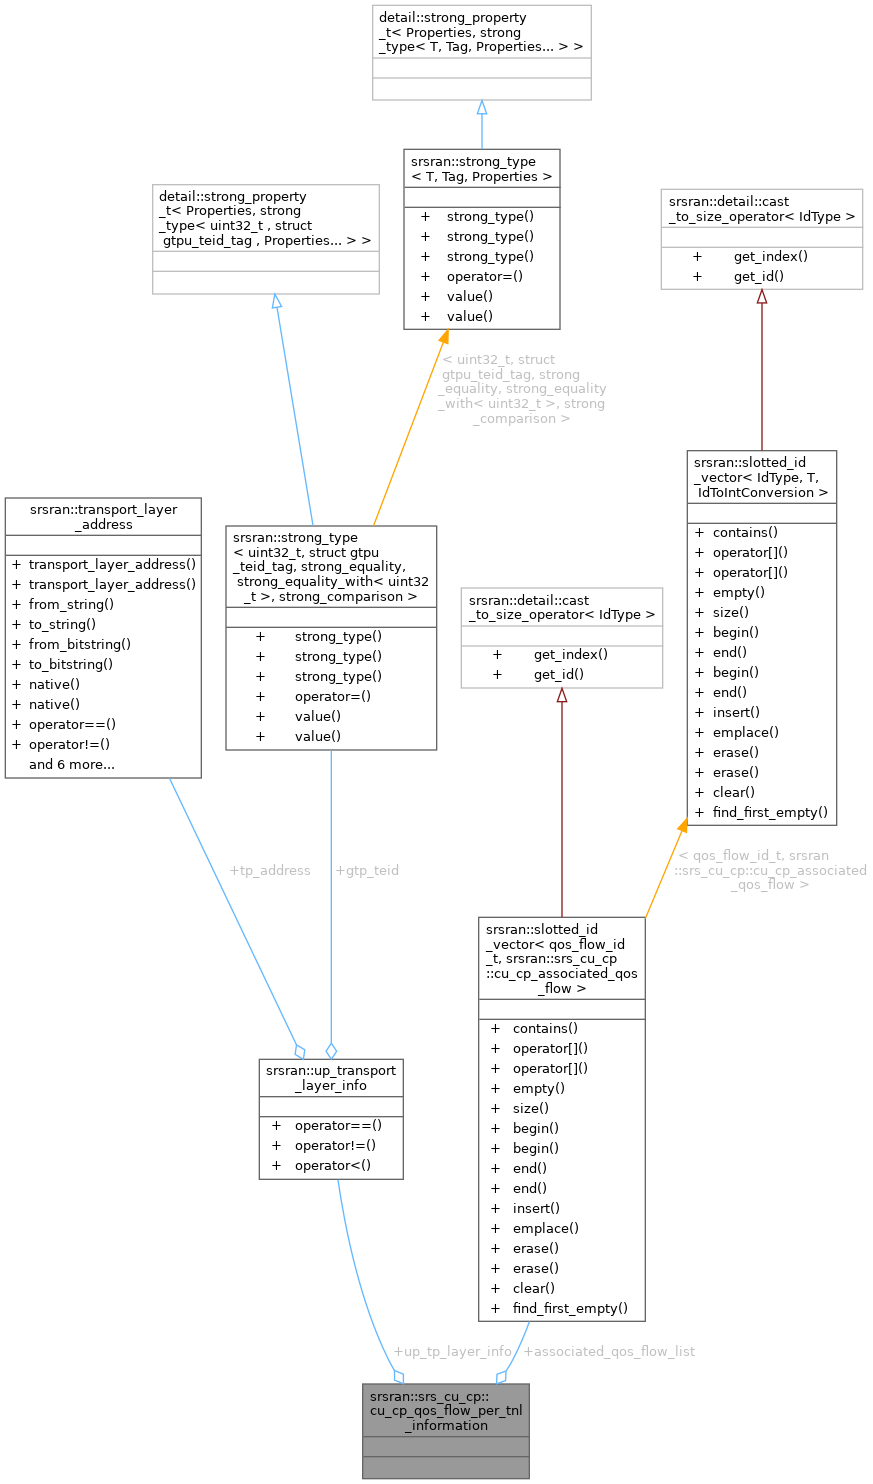 detail::strong_property
_t< Properties, strong
_type< T, Tag, Properties... > >
srsran::strong_type
< T, Tag, Properties >
+ strong_type()
+ strong_type()
+ strong_type()
+ operator=()
+ value()
+ value()
detail::strong_property
_t< Properties, strong
_type< uint32_t , struct
gtpu_teid_tag , Properties... > >
srsran::detail::cast
_to_size_operator< IdType >
+ get_index()
+ get_id()
< uint32_t, struct
gtpu_teid_tag, strong
_equality, strong_equality
_with< uint32_t >, strong
_comparison >
srsran::slotted_id
_vector< IdType, T,
IdToIntConversion >
+ contains()
+ operator[]()
+ operator[]()
+ empty()
+ size()
+ begin()
+ end()
+ begin()
+ end()
+ insert()
+ emplace()
+ erase()
+ erase()
+ clear()
+ find_first_empty()
srsran::transport_layer
_address
+ transport_layer_address()
+ transport_layer_address()
+ from_string()
+ to_string()
+ from_bitstring()
+ to_bitstring()
+ native()
+ native()
+ operator==()
+ operator!=()
and 6 more...
srsran::strong_type
< uint32_t, struct gtpu
_teid_tag, strong_equality,
strong_equality_with< uint32
_t >, strong_comparison >
+ strong_type()
+ strong_type()
+ strong_type()
+ operator=()
+ value()
+ value()
srsran::detail::cast
_to_size_operator< IdType >
+ get_index()
+ get_id()
+tp_address
+gtp_teid
< qos_flow_id_t, srsran
::srs_cu_cp::cu_cp_associated
_qos_flow >
srsran::slotted_id
_vector< qos_flow_id
_t, srsran::srs_cu_cp
::cu_cp_associated_qos
_flow >
+ contains()
+ operator[]()
+ operator[]()
+ empty()
+ size()
+ begin()
+ begin()
+ end()
+ end()
+ insert()
+ emplace()
+ erase()
+ erase()
+ clear()
+ find_first_empty()
srsran::up_transport
_layer_info
+ operator==()
+ operator!=()
+ operator<()
+up_tp_layer_info
+associated_qos_flow_list
srsran::srs_cu_cp::
cu_cp_qos_flow_per_tnl
_information